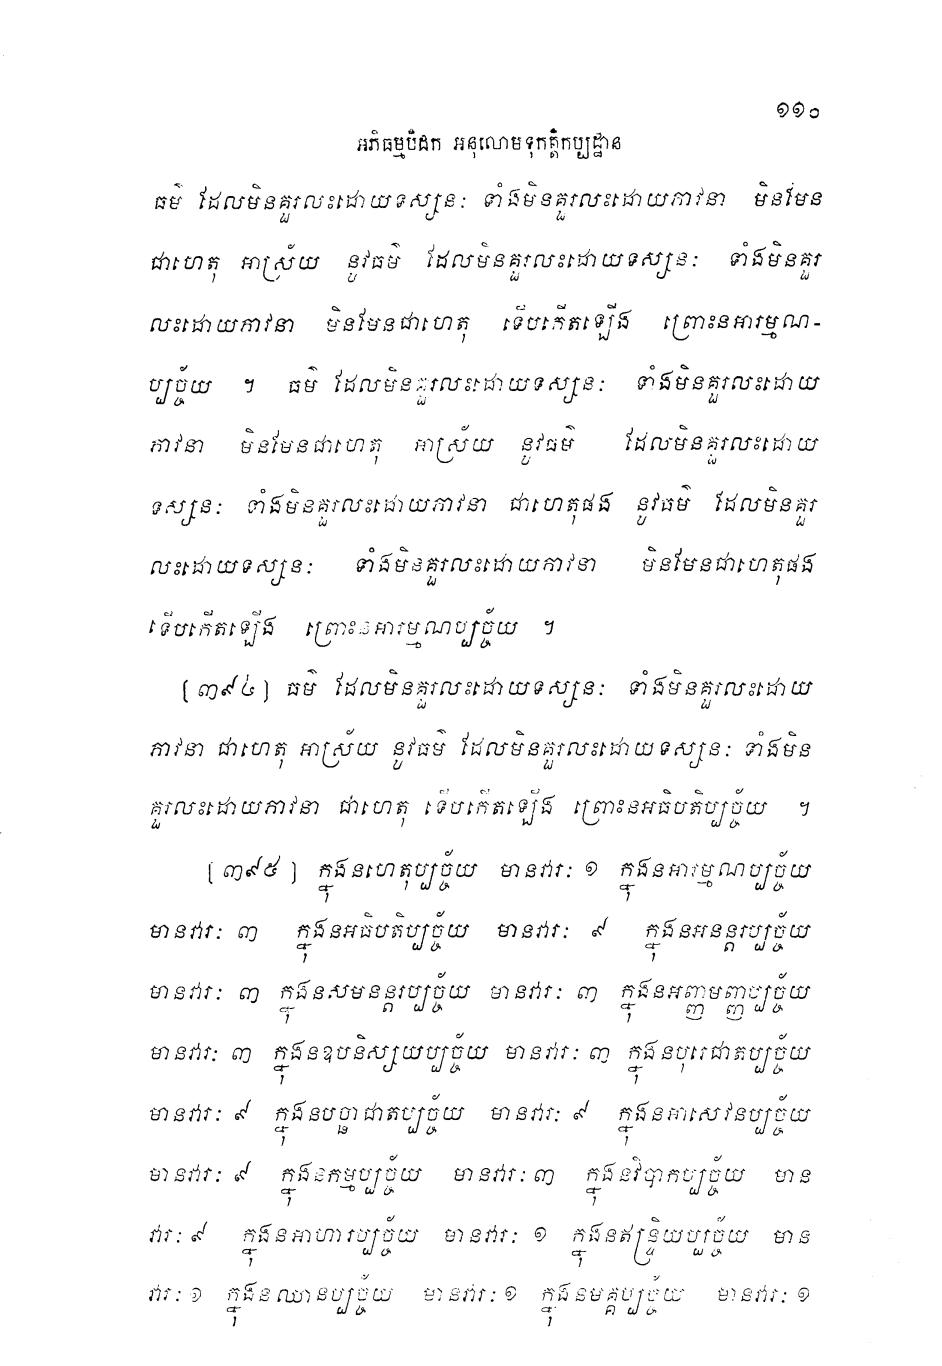 ១១០
អភិធម្មបិដក អនុលោមទុកត្តិកប្បដ្ឋាន
ធម៌ ដែលមិនគួរលះដោយទស្សនៈ ទាំងមិនគួរលះដោយភាវនា មិនមែន
ជាហេតុ អាស្រ័យ នូវធម៌ ដែលមិនគួរលះដោយទស្សនៈ ទាំងមិនគួរ
លះដោយភាវនា មិនមែនជាហេតុ ទើបកើតឡើង ព្រោះនអារម្មណ-
ប្បច្ច័យ ។ ធម៌ ដែលមិនគួរលះដោយទស្សនៈ ទាំងមិនគួរលះដោយ
ភាវនា មិនមែនជាហេតុ អាស្រ័យ នូវធម៌ ដែលមិនគួរលះដោយ
ទស្សនៈ ទាំងមិនគួរលះដោយភាវនា ជាហេតុផង នូវធម៌ ដែលមិនគួរ
លះដោយទស្សនៈ ទាំងមិនគួរលះដោយភាវនា មិនមែនជាហេតុផង
ទើបកើតឡើង ព្រោះនអារម្មណប្បច្ច័យ ។
[៣៩៤] ធម៌ ដែលមិនគួរលះដោយទស្សនៈ ទាំងមិនគួរលះដោយ
ភាវនា ជាហេតុ អាស្រ័យ នូវធម៌ ដែលមិនគួរលះដោយទស្សនៈ ទាំងមិន
គួរលះដោយភាវនា ជាហេតុ ទើបកើតឡើង ព្រោះនអធិបតិប្បច្ច័យ ។
[៣៩៥] ក្នុងនហេតុប្បច្ច័យ មានវារៈ ១ ក្នុងនអារម្មណប្បច្ច័យ
មានវារៈ ៣ ក្នុងនអធិបតិប្បច្ច័យ មានវារៈ ៩ ក្នុងនអនន្តរប្បច្ច័យ
មានវារៈ ៣ ក្នុងនសមនន្តរប្បច្ច័យ មានវារៈ ៣ ក្នុងនអញ្ញាមញ្ញប្បច្ច័យ
មានវារៈ ៣ ក្នុងនឧបនិស្សយប្បច្ច័យ មានវារៈ ៣ ក្នុងនបុរេជាតប្បច្ច័យ
មានវារៈ ៩ ក្នុងនបច្ឆាជាតប្បច្ច័យ មានវារៈ ៩ ក្នុងនអាសេវនប្បច្ច័យ
មានវារៈ ៩ ក្នុងនកម្មប្បច្ច័យ មានវារៈ ៣ ក្នុងនវិបាកប្បច្ច័យ មាន
វារៈ ៩ ក្នុងនអាហារប្បច្ច័យ មានវារៈ ១ ក្នុងនឥន្ទ្រិយប្បច្ច័យ មាន
វារៈ ១ ក្នុងនឈានប្បច្ច័យ មានវារៈ ១ ក្នុងនមគ្គប្បច្ច័យ មានវារៈ ១